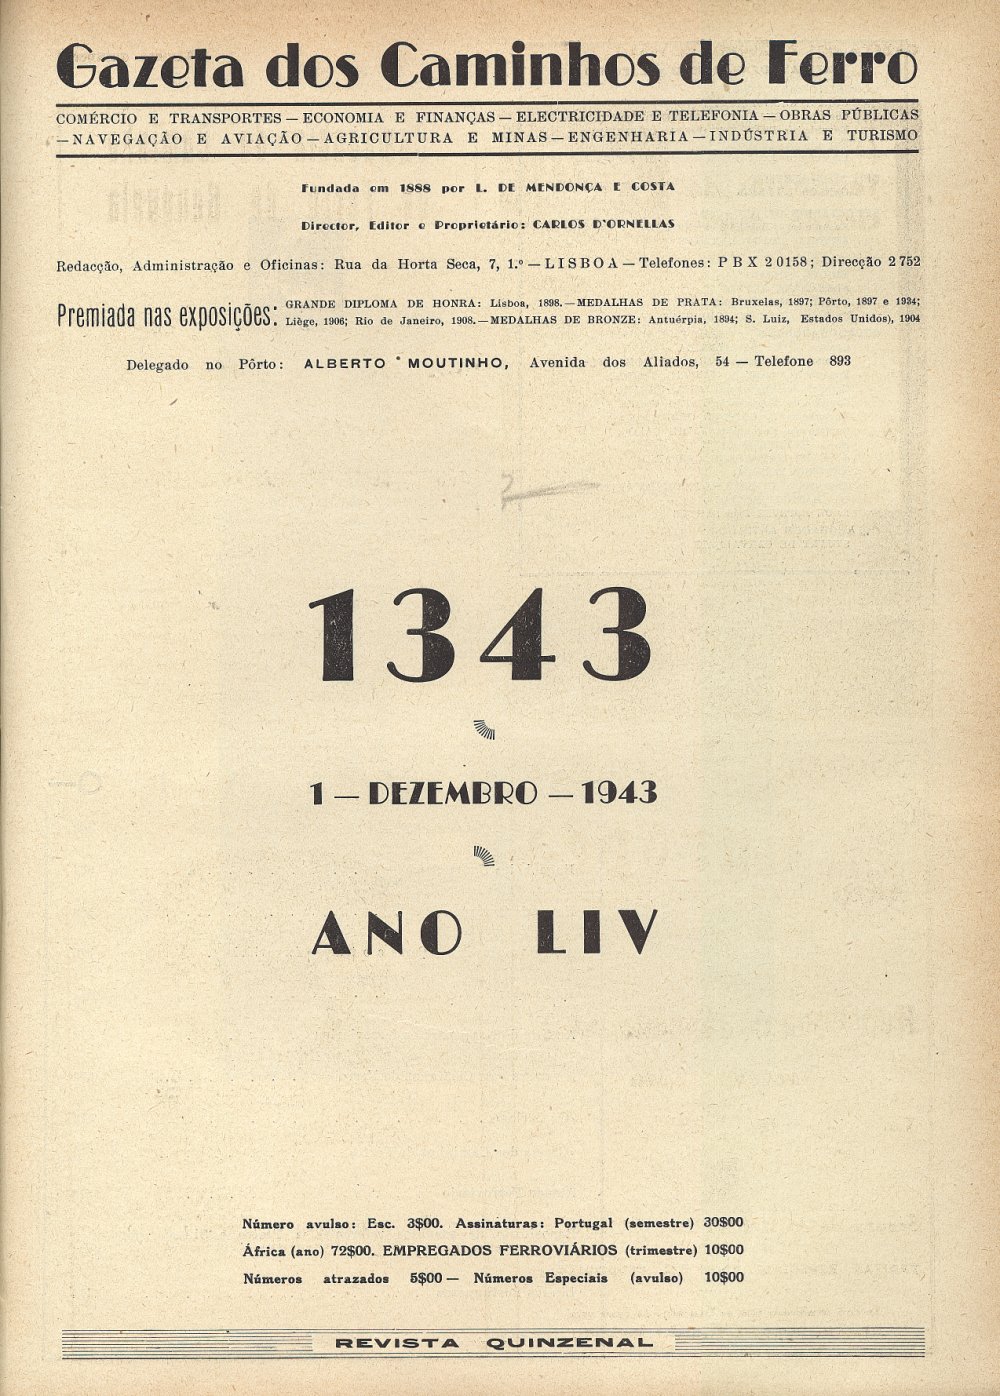 Gazeta dos Caminhos de Ferro
COMÉRCIO E TRANSPORTES — ECONOMIA E FINANÇAS — ELECTRICIDADE E TELEFONIA — OBRAS PÚBLICAS
— NAVEGAÇÃO E AVIAÇÃO — AGRICULTURA E MINAS — ENGENHARIA — INDÚSTRIA E TURISMO
Fundada em 1888 por L. DE MENDONÇA E COSTA
Director, Editor e Proprietário: CARLOS D'ORNELLAS
Redacção, Administração e Oficinas: Rua da Horta Seca, 7, 1.º — LISBOA — Telefones: PBX 20158; Direcção 2752
Premiada nas exposições:
GRANDE DIPLOMA DE HONRA: Lisboa, 1898. — MEDALHAS DE PRATA: Bruxelas, 1897; Pôrto, 1897 e 1934;
Liège, 1906; Rio de Janeiro, 1908. — MEDALHAS DE BRONZE: Antuérpia, 1894; S. Luiz, Estados Unidos), 1904
Delegado no Pôrto: ALBERTO MOUTINHO, Avenida dos Aliados, 54 — Telefone 893
1343
1 — DEZEMBRO — 1943
ANO LIV
Número avulso: Esc. 3$00. Assinaturas: Portugal (semestre) 30$00
África (ano) 72$00. EMPREGADOS FERROVIÁRIOS (trimestre) 10$00
Números atrazados 5$00 — Números Especiais (avulso) 10$00
REVISTA QUINZENAL